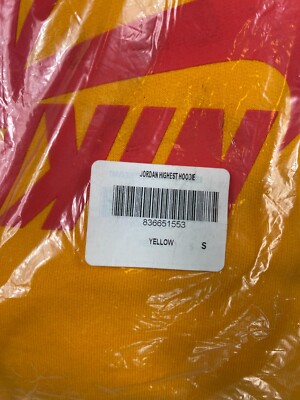 JORDAN HIGHEST HOODIE
836651553
YELLOW S